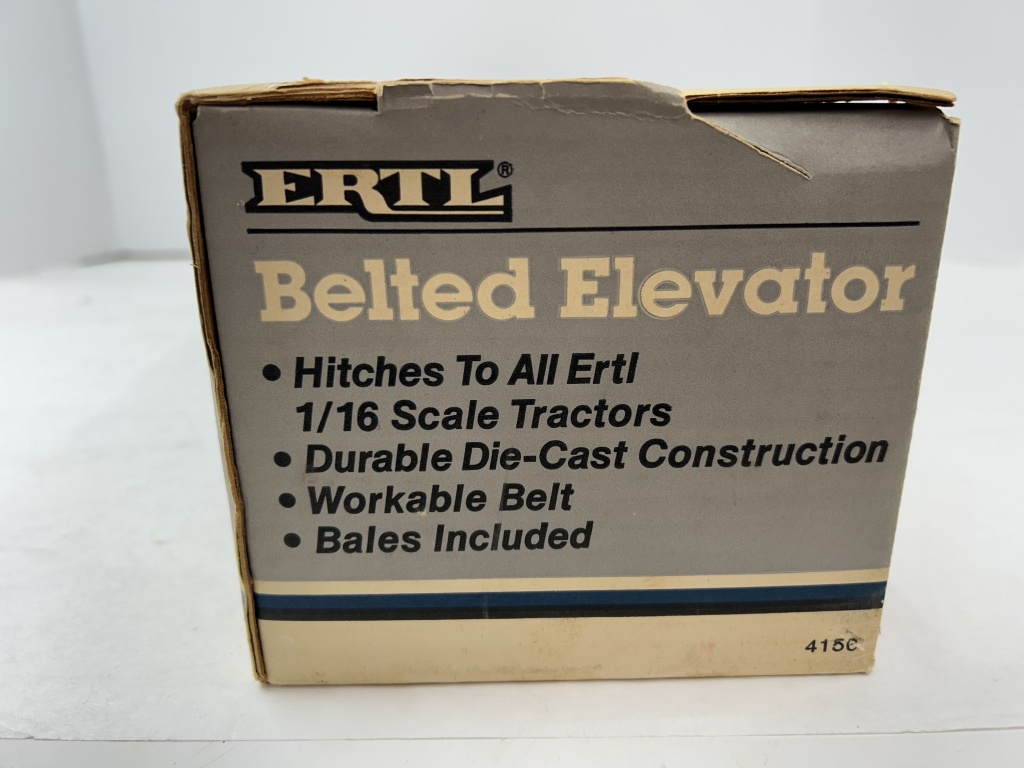 ERTL®
Belted Elevator
• Hitches To All Ertl
1/16 Scale Tractors
• Durable Die-Cast Construction
• Workable Belt
• Bales Included